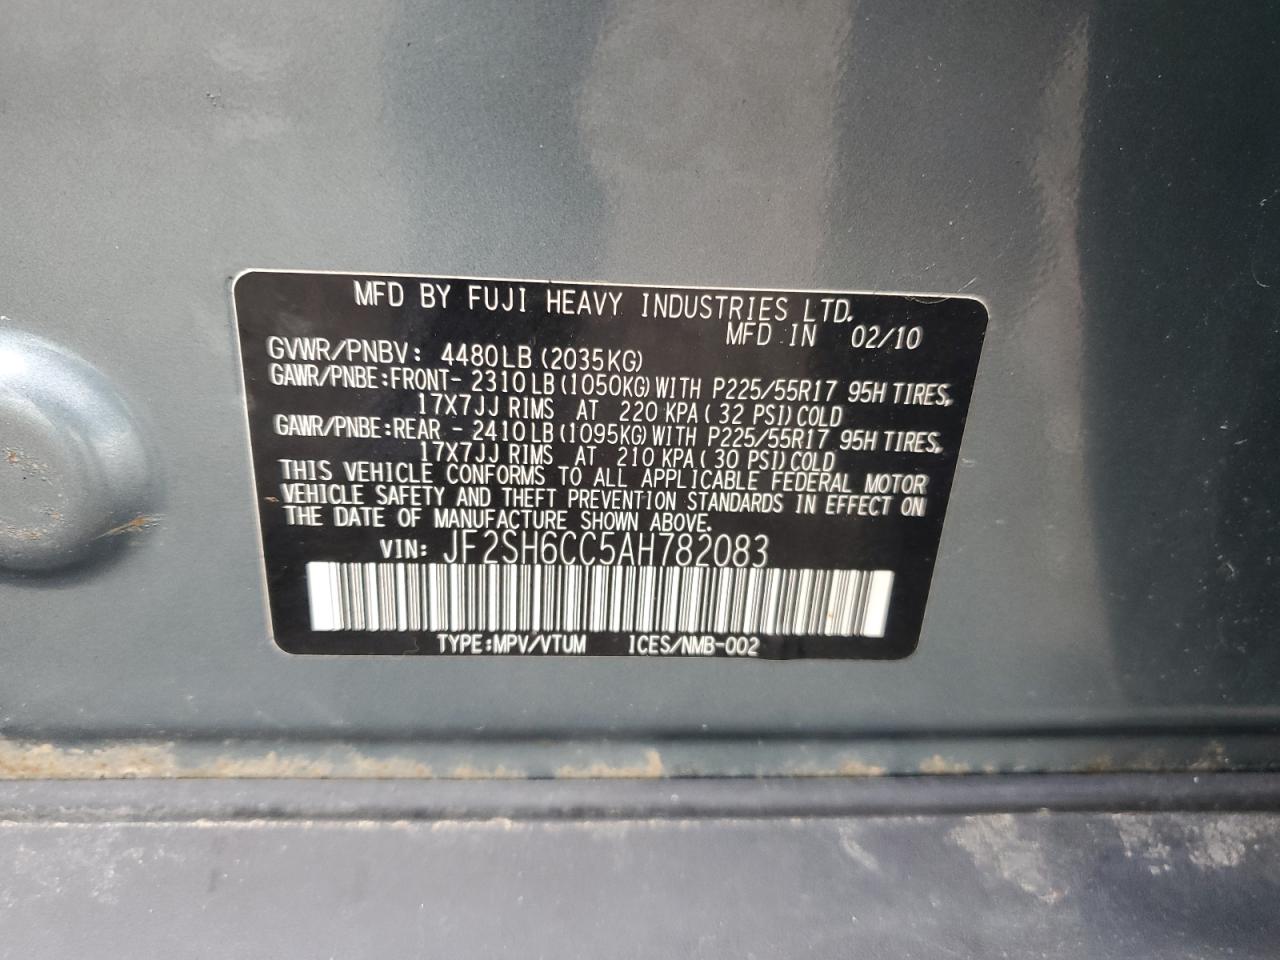 MFD BY FUJI HEAVY INDUSTRIES LTD.
MFD IN 02/10
GVWR/PNBV: 4480LB (2035KG)
GAWR/PNBE:FRONT- 2310LB (1050KG) WITH P225/55R17 95H TIRES,
17X7JJ RIMS AT 220 KPA ( 32 PSI) COLD
GAWR/PNBE:REAR - 2410LB (1095KG) WITH P225/55R17 95H TIRES,
17X7JJ RIMS AT 210 KPA ( 30 PSI) COLD
THIS VEHICLE CONFORMS TO ALL APPLICABLE FEDERAL MOTOR
VEHICLE SAFETY AND THEFT PREVENTION STANDARDS IN EFFECT ON
THE DATE OF MANUFACTURE SHOWN ABOVE.
VIN: JF2SH6CC5AH782083
TYPE:MPV/VTUM ICES/NMB-002